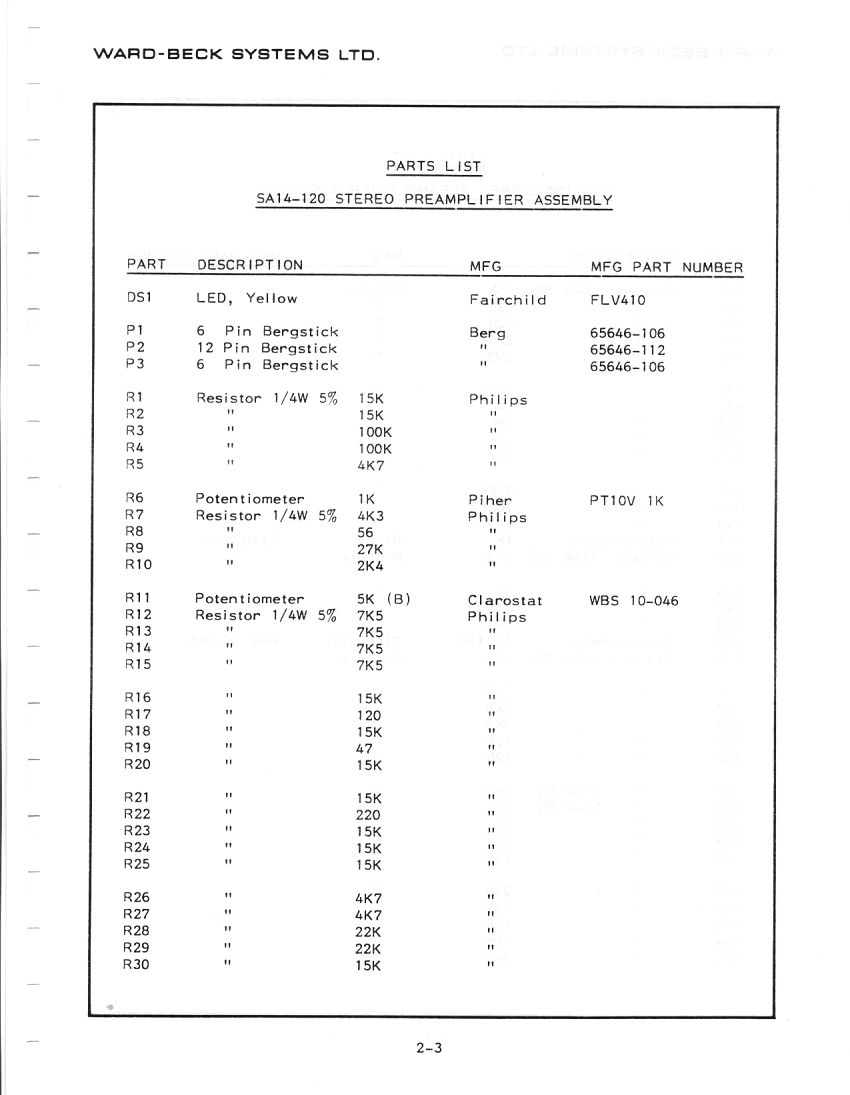 WARD-BECK SYSTEMS LTD.
PARTS LIST
SA14-120 STEREO PREAMPLIFIER ASSEMBLY
PART DESCRIPTION MFG MFG PART NUMBER
DS1 LED, Yellow Fairchild FLV410
P1 6 Pin Bergstick Berg 65646-106
P2 12 Pin Bergstick " 65646-112
P3 6 Pin Bergstick " 65646-106
R1 Resistor 1/4W 5% 15K Philips
R2 " 15K "
R3 " 100K "
R4 " 100K "
R5 " 4K7 "
R6 Potentiometer 1K Piher PT10V 1K
R7 Resistor 1/4W 5% 4K3 Philips
R8 " 56 "
R9 " 27K "
R10 " 2K4 "
R11 Potentiometer 5K (B) Clarostat WBS 10-046
R12 Resistor 1/4W 5% 7K5 Philips
R13 " 7K5 "
R14 " 7K5 "
R15 " 7K5 "
R16 " 15K "
R17 " 120 "
R18 " 15K "
R19 " 47 "
R20 " 15K "
R21 " 15K "
R22 " 220 "
R23 " 15K "
R24 " 15K "
R25 " 15K "
R26 " 4K7 "
R27 " 4K7 "
R28 " 22K "
R29 " 22K "
R30 " 15K "
2-3